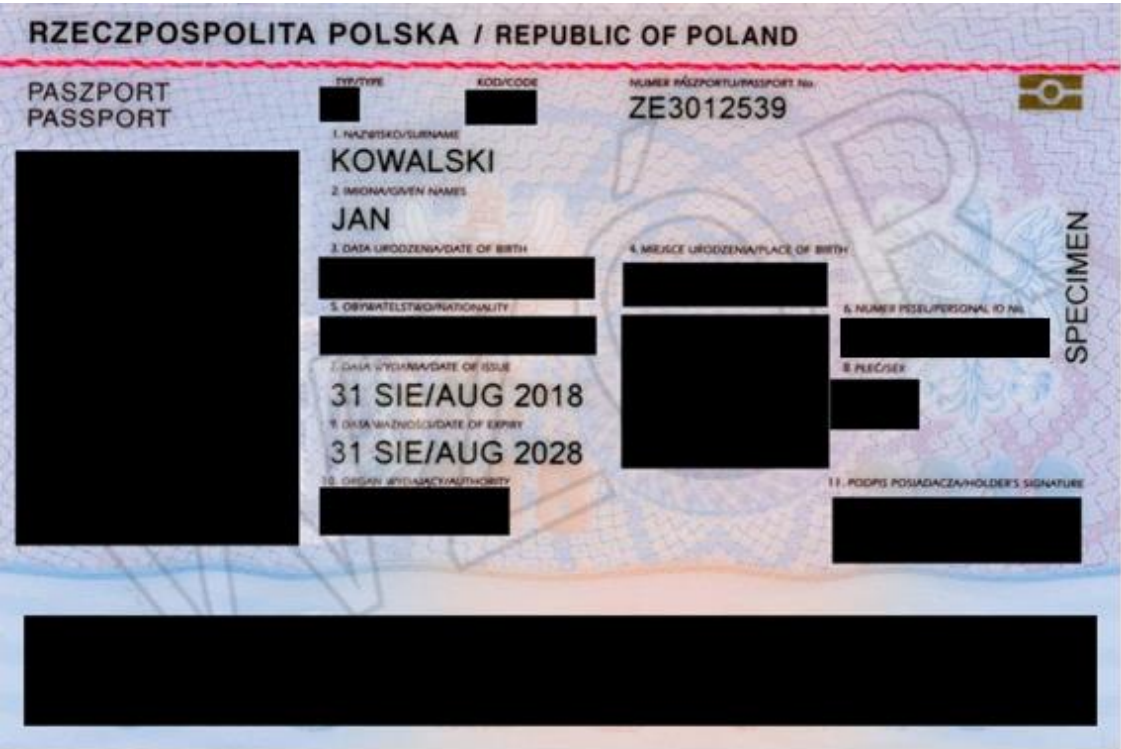 RZECZPOSPOLITA POLSKA / REPUBLIC OF POLAND
PASZPORT
PASSPORT
TYP/TYPE
KOD/CODE
NUMER PASZPORTU/PASSPORT No.
ZE3012539
1. NAZWISKO/SURNAME
KOWALSKI
2. IMIONA/GIVEN NAMES
JAN
3. DATA URODZENIA/DATE OF BIRTH
4. MIEJSCE URODZENIA/PLACE OF BIRTH
5. OBYWATELSTWO/NATIONALITY
6. NUMER PESEL/PERSONAL ID No.
7. DATA WYDANIA/DATE OF ISSUE
31 SIE/AUG 2018
8. PŁEĆ/SEX
9. DATA WAŻNOŚCI/DATE OF EXPIRY
31 SIE/AUG 2028
10. ORGAN WYDAJĄCY/AUTHORITY
11. PODPIS POSIADACZA/HOLDER'S SIGNATURE
SPECIMEN
WZÓR